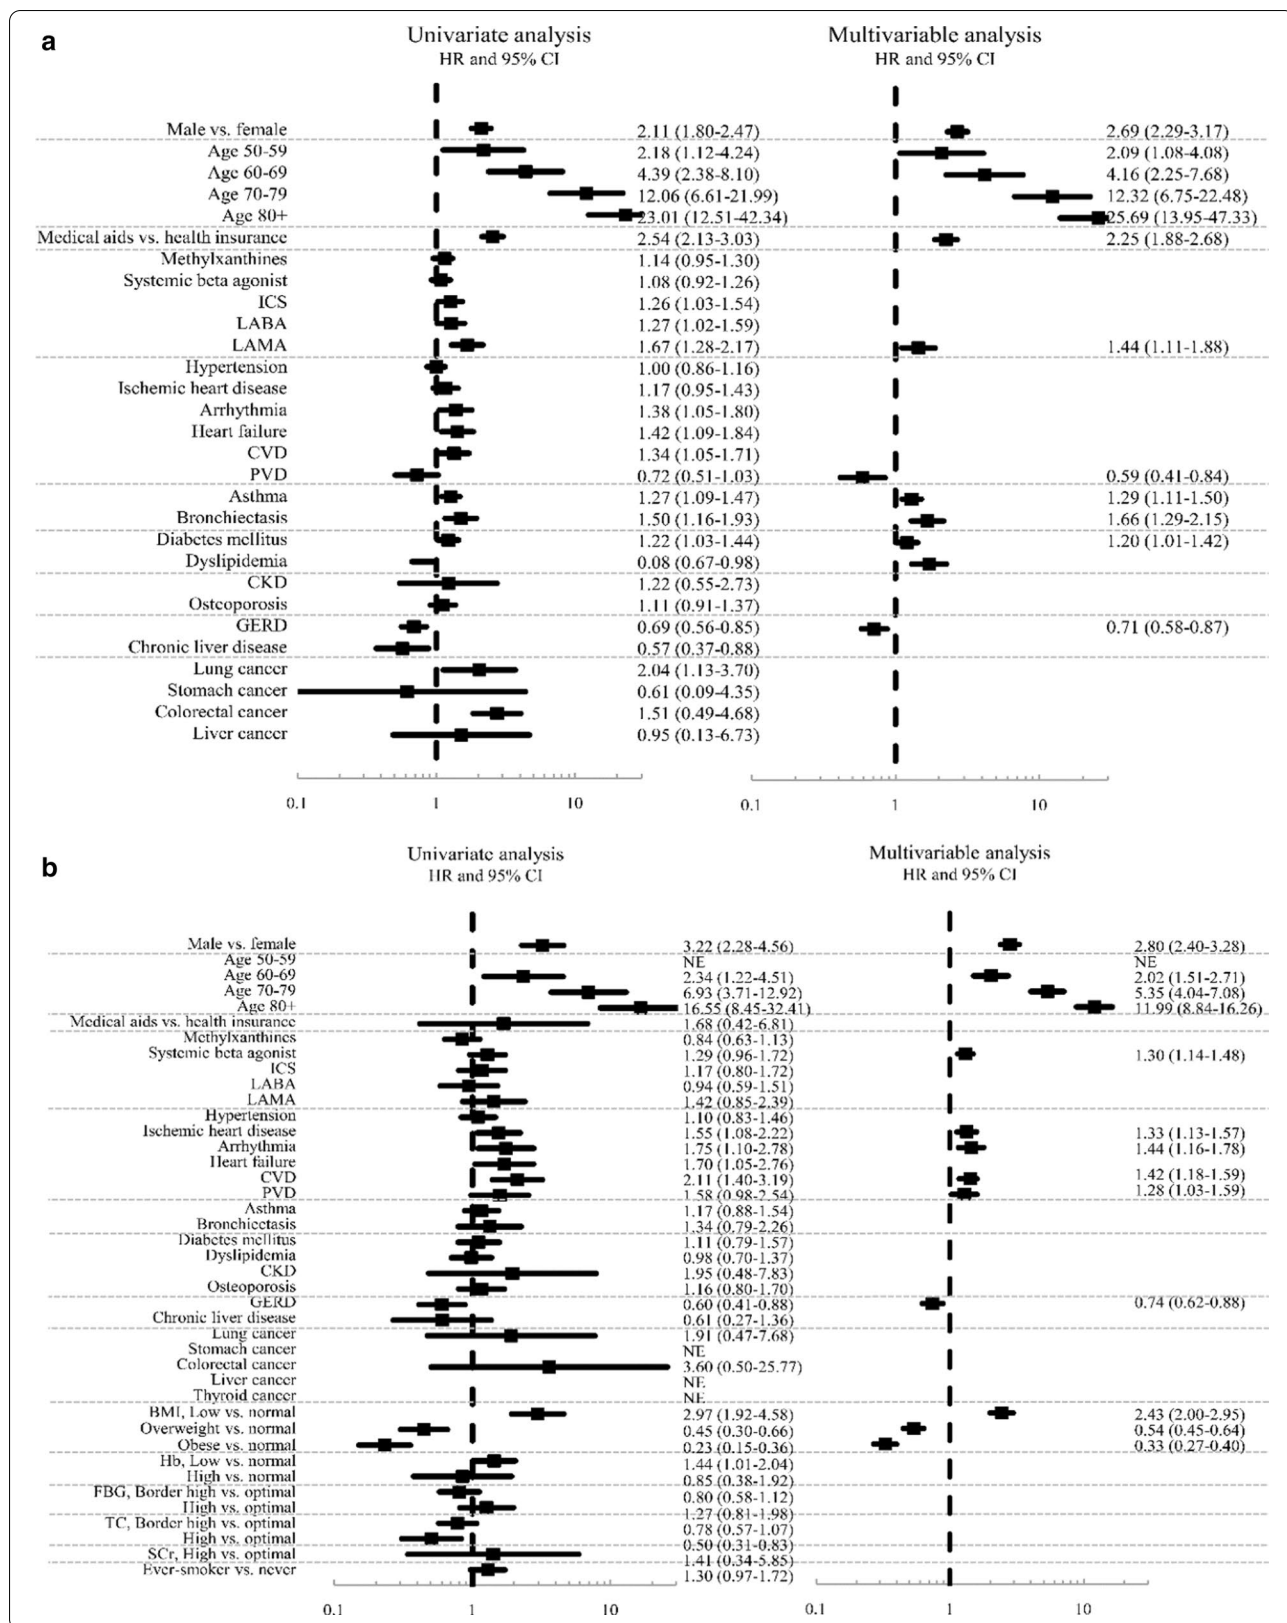 a
Univariate analysis Multivariable analysis
HR and 95% CI HR and 95% CI
Male vs. female 2.11 (1.80-2.47) 2.69 (2.29-3.17)
Age 50-59 2.18 (1.12-4.24) 2.09 (1.08-4.08)
Age 60-69 4.39 (2.38-8.10) 4.16 (2.25-7.68)
Age 70-79 12.06 (6.61-21.99) 12.32 (6.75-22.48)
Age 80+ 23.01 (12.51-42.34) 25.69 (13.95-47.33)
Medical aids vs. health insurance 2.54 (2.13-3.03) 2.25 (1.88-2.68)
Methylxanthines 1.14 (0.95-1.30)
Systemic beta agonist 1.08 (0.92-1.26)
ICS 1.26 (1.03-1.54)
LABA 1.27 (1.02-1.59)
LAMA 1.67 (1.28-2.17) 1.44 (1.11-1.88)
Hypertension 1.00 (0.86-1.16)
Ischemic heart disease 1.17 (0.95-1.43)
Arrhythmia 1.38 (1.05-1.80)
Heart failure 1.42 (1.09-1.84)
CVD 1.34 (1.05-1.71)
PVD 0.72 (0.51-1.03) 0.59 (0.41-0.84)
Asthma 1.27 (1.09-1.47) 1.29 (1.11-1.50)
Bronchiectasis 1.50 (1.16-1.93) 1.66 (1.29-2.15)
Diabetes mellitus 1.22 (1.03-1.44) 1.20 (1.01-1.42)
Dyslipidemia 0.08 (0.67-0.98)
CKD 1.22 (0.55-2.73)
Osteoporosis 1.11 (0.91-1.37)
GERD 0.69 (0.56-0.85) 0.71 (0.58-0.87)
Chronic liver disease 0.57 (0.37-0.88)
Lung cancer 2.04 (1.13-3.70)
Stomach cancer 0.61 (0.09-4.35)
Colorectal cancer 1.51 (0.49-4.68)
Liver cancer 0.95 (0.13-6.73)
0.1 1 10 0.1 1 10
b
Univariate analysis Multivariable analysis
HR and 95% CI HR and 95% CI
Male vs. female 3.22 (2.28-4.56) 2.80 (2.40-3.28)
Age 50-59 NE NE
Age 60-69 2.34 (1.22-4.51) 2.02 (1.51-2.71)
Age 70-79 6.93 (3.71-12.92) 5.35 (4.04-7.08)
Age 80+ 16.55 (8.45-32.41) 11.99 (8.84-16.26)
Medical aids vs. health insurance 1.68 (0.42-6.81)
Methylxanthines 0.84 (0.63-1.13)
Systemic beta agonist 1.29 (0.96-1.72) 1.30 (1.14-1.48)
ICS 1.17 (0.80-1.72)
LABA 0.94 (0.59-1.51)
LAMA 1.42 (0.85-2.39)
Hypertension 1.10 (0.83-1.46)
Ischemic heart disease 1.55 (1.08-2.22) 1.33 (1.13-1.57)
Arrhythmia 1.75 (1.10-2.78) 1.44 (1.16-1.78)
Heart failure 1.70 (1.05-2.76)
CVD 2.11 (1.40-3.19) 1.42 (1.18-1.59)
PVD 1.58 (0.98-2.54) 1.28 (1.03-1.59)
Asthma 1.17 (0.88-1.54)
Bronchiectasis 1.34 (0.79-2.26)
Diabetes mellitus 1.11 (0.79-1.57)
Dyslipidemia 0.98 (0.70-1.37)
CKD 1.95 (0.48-7.83)
Osteoporosis 1.16 (0.80-1.70)
GERD 0.60 (0.41-0.88) 0.74 (0.62-0.88)
Chronic liver disease 0.61 (0.27-1.36)
Lung cancer 1.91 (0.47-7.68)
Stomach cancer NE
Colorectal cancer 3.60 (0.50-25.77)
Liver cancer NE
Thyroid cancer NE
BMI, Low vs. normal 2.97 (1.92-4.58) 2.43 (2.00-2.95)
Overweight vs. normal 0.45 (0.30-0.66) 0.54 (0.45-0.64)
Obese vs. normal 0.23 (0.15-0.36) 0.33 (0.27-0.40)
Hb, Low vs. normal 1.44 (1.01-2.04)
High vs. normal 0.85 (0.38-1.92)
FBG, Border high vs. optimal 0.80 (0.58-1.12)
High vs. optimal 1.27 (0.81-1.98)
TC, Border high vs. optimal 0.78 (0.57-1.07)
High vs. optimal 0.50 (0.31-0.83)
SCr, High vs. optimal 1.41 (0.34-5.85)
Ever-smoker vs. never 1.30 (0.97-1.72)
0.1 1 10 0.1 1 10